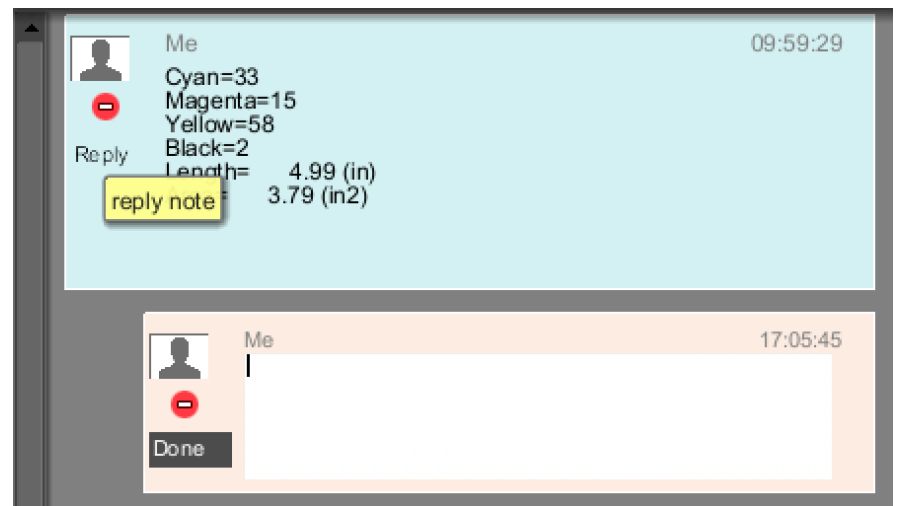 Me 09:59:29
Cyan=33
Magenta=15
Yellow=58
Black=2
Reply
Length= 4.99 (in)
= 3.79 (in2)
reply note
Me 17:05:45
Done